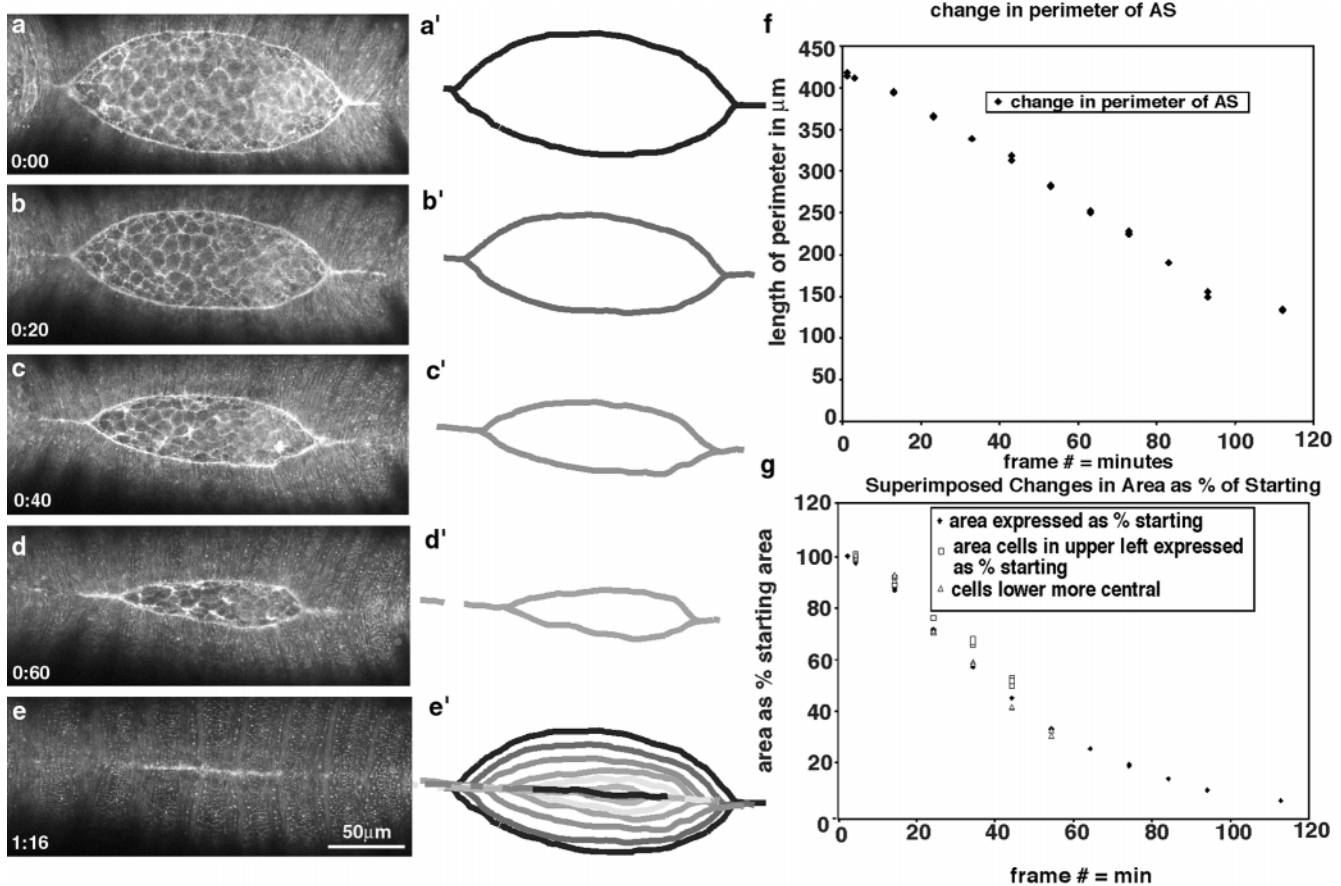 a
0:00
b
0:20
c
0:40
d
0:60
e
1:16
50µm
a'
b'
c'
d'
e'
f
change in perimeter of AS
450
400
350
300
250
200
150
100
50
0
length of perimeter in µm
change in perimeter of AS
0
20
40
60
80
100
120
frame # = minutes
g
Superimposed Changes in Area as % of Starting
120
100
80
60
40
20
0
area as % starting area
area expressed as % starting
area cells in upper left expressed
as % starting
cells lower more central
0
20
40
60
80
100
120
frame # = min